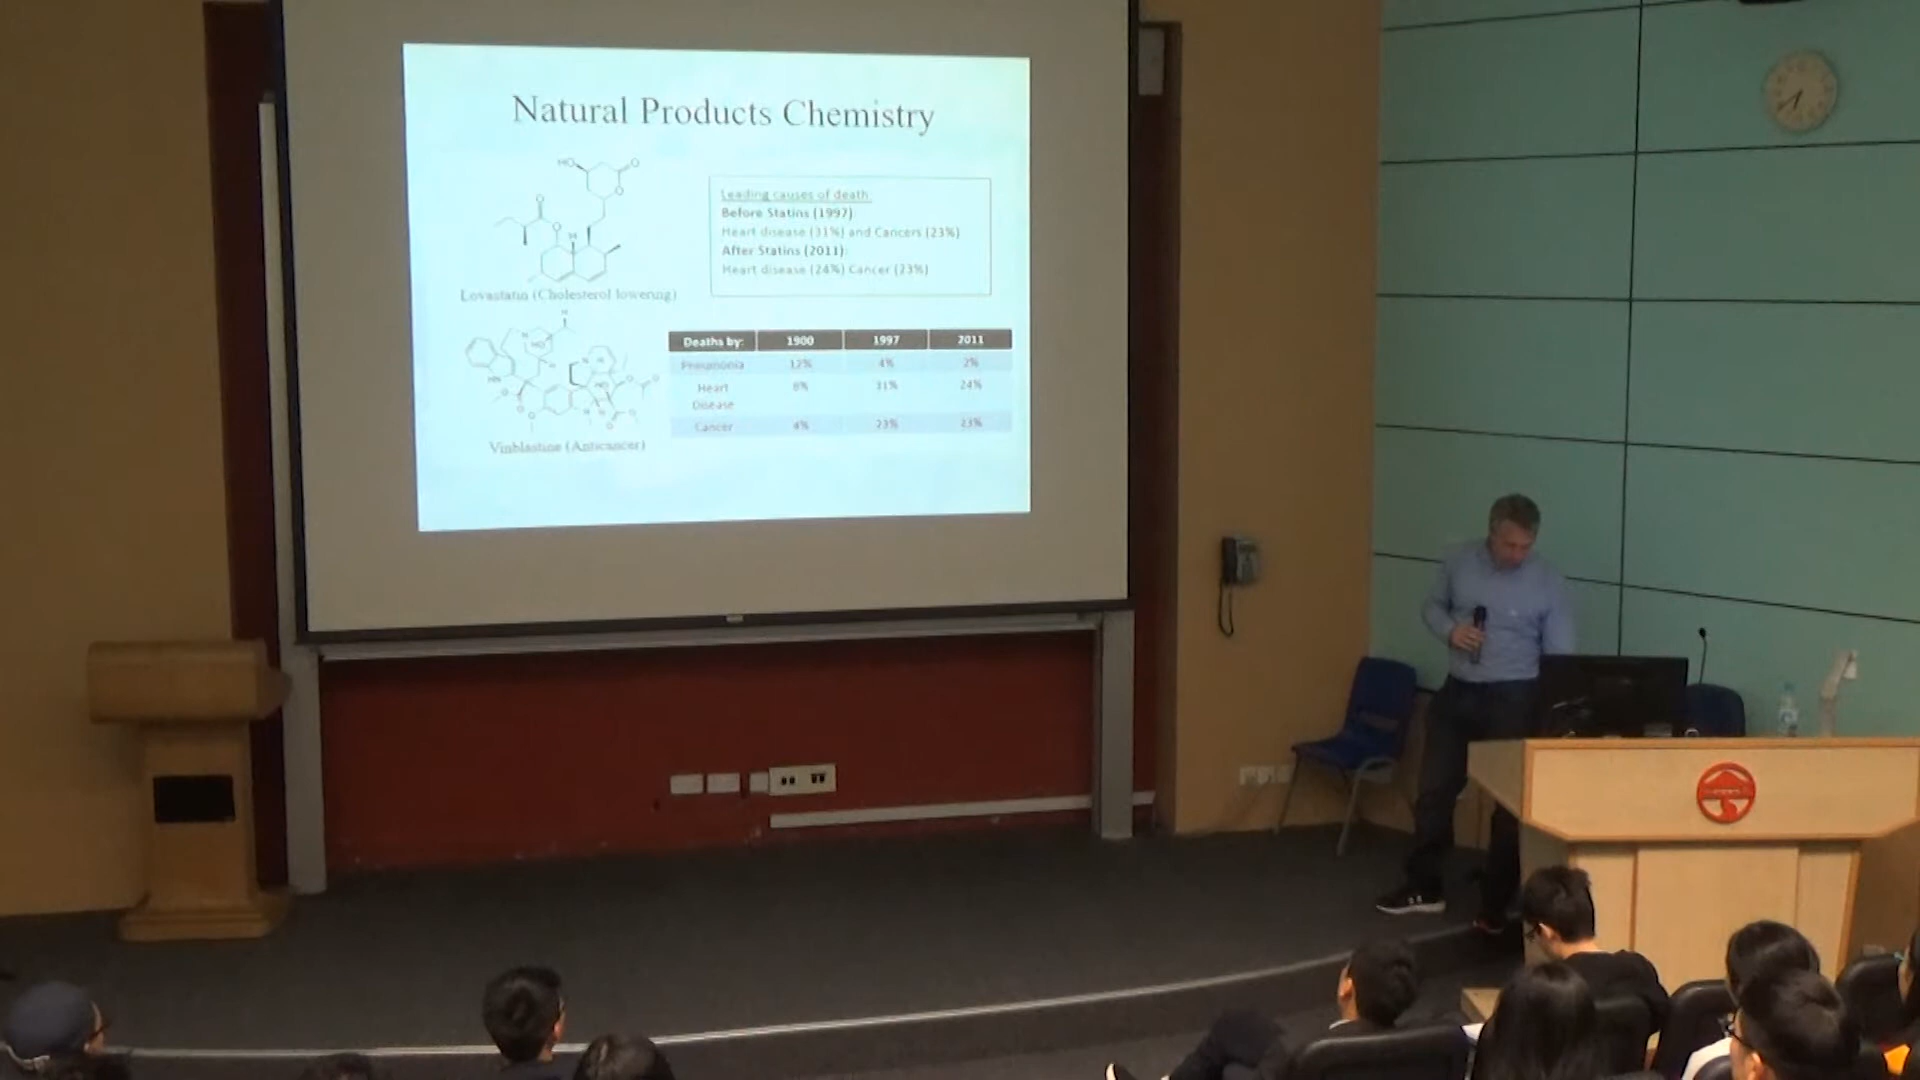 Natural Products Chemistry
HO
O
O
O
O
H
Lovastatin (Cholesterol lowering)
Leading causes of death:
Before Statins (1997):
Heart disease (31%) and Cancers (23%)
After Statins (2011):
Heart disease (24%) Cancer (23%)
Vinblastine (Anticancer)
Deaths by: 1900 1997 2011
Pneumonia 12% 4% 2%
Heart Disease 8% 31% 24%
Cancer 4% 23% 23%